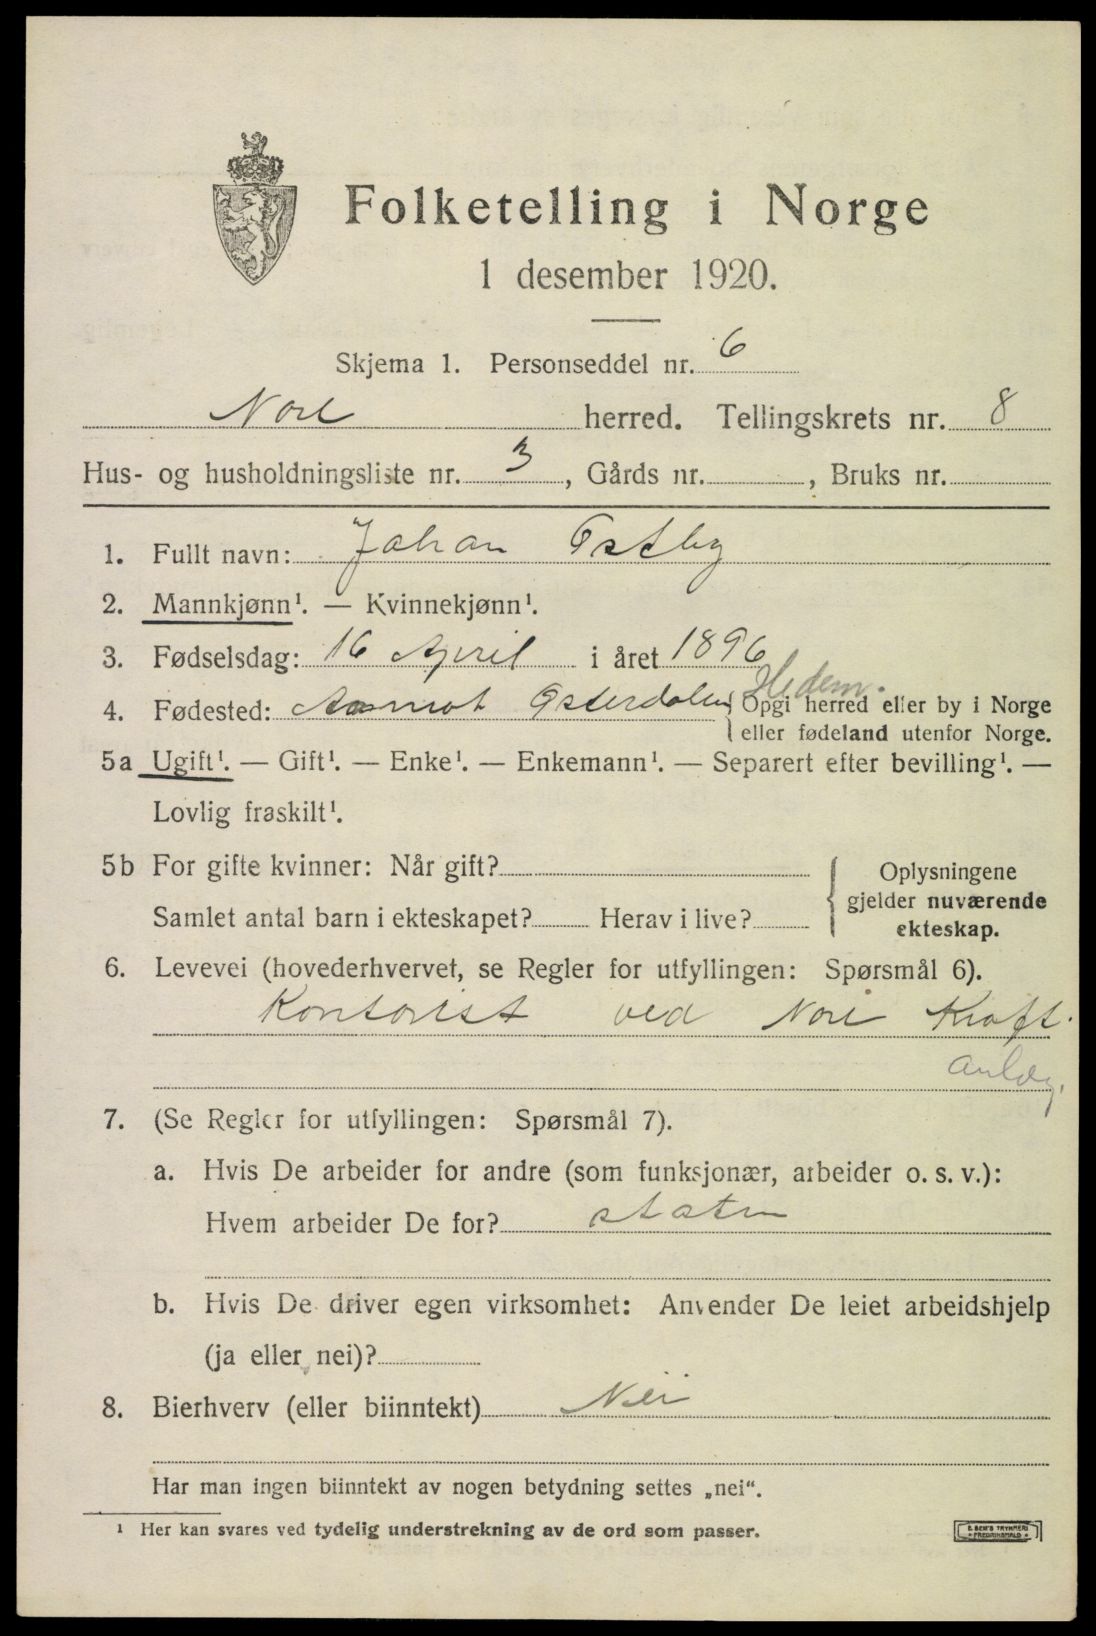 Folketelling i Norge
1 desember 1920.
Skjema 1. Personseddel nr. 6
Nore herred. Tellingskrets nr. 8
Hus- og husholdningsliste nr. 3, Gårds nr. , Bruks nr.
1. Fullt navn: Johan Østby
2. Mannkjønn¹. — Kvinnekjønn¹.
3. Fødselsdag: 16 April i året 1896
Hedem.
4. Fødested: Aamot Østerdalen { Opgi herred eller by i Norge
eller fødeland utenfor Norge.
5a Ugift¹. — Gift¹. — Enke¹. — Enkemann¹. — Separert efter bevilling¹. —
Lovlig fraskilt¹.
5b For gifte kvinner: Når gift?
Samlet antal barn i ekteskapet? Herav i live?
{ Oplysningene
gjelder nuværende
ekteskap.
6. Levevei (hovederhvervet, se Regler for utfyllingen: Spørsmål 6).
Kontorist ved Nore Kraft.
anlæg.
7. (Se Regler for utfyllingen: Spørsmål 7).
a. Hvis De arbeider for andre (som funksjonær, arbeider o. s. v.):
Hvem arbeider De for? staten
b. Hvis De driver egen virksomhet: Anvender De leiet arbeidshjelp
(ja eller nei)?
8. Bierhverv (eller biinntekt) Nei
Har man ingen biinntekt av nogen betydning settes „nei".
¹ Her kan svares ved tydelig understrekning av de ord som passer.